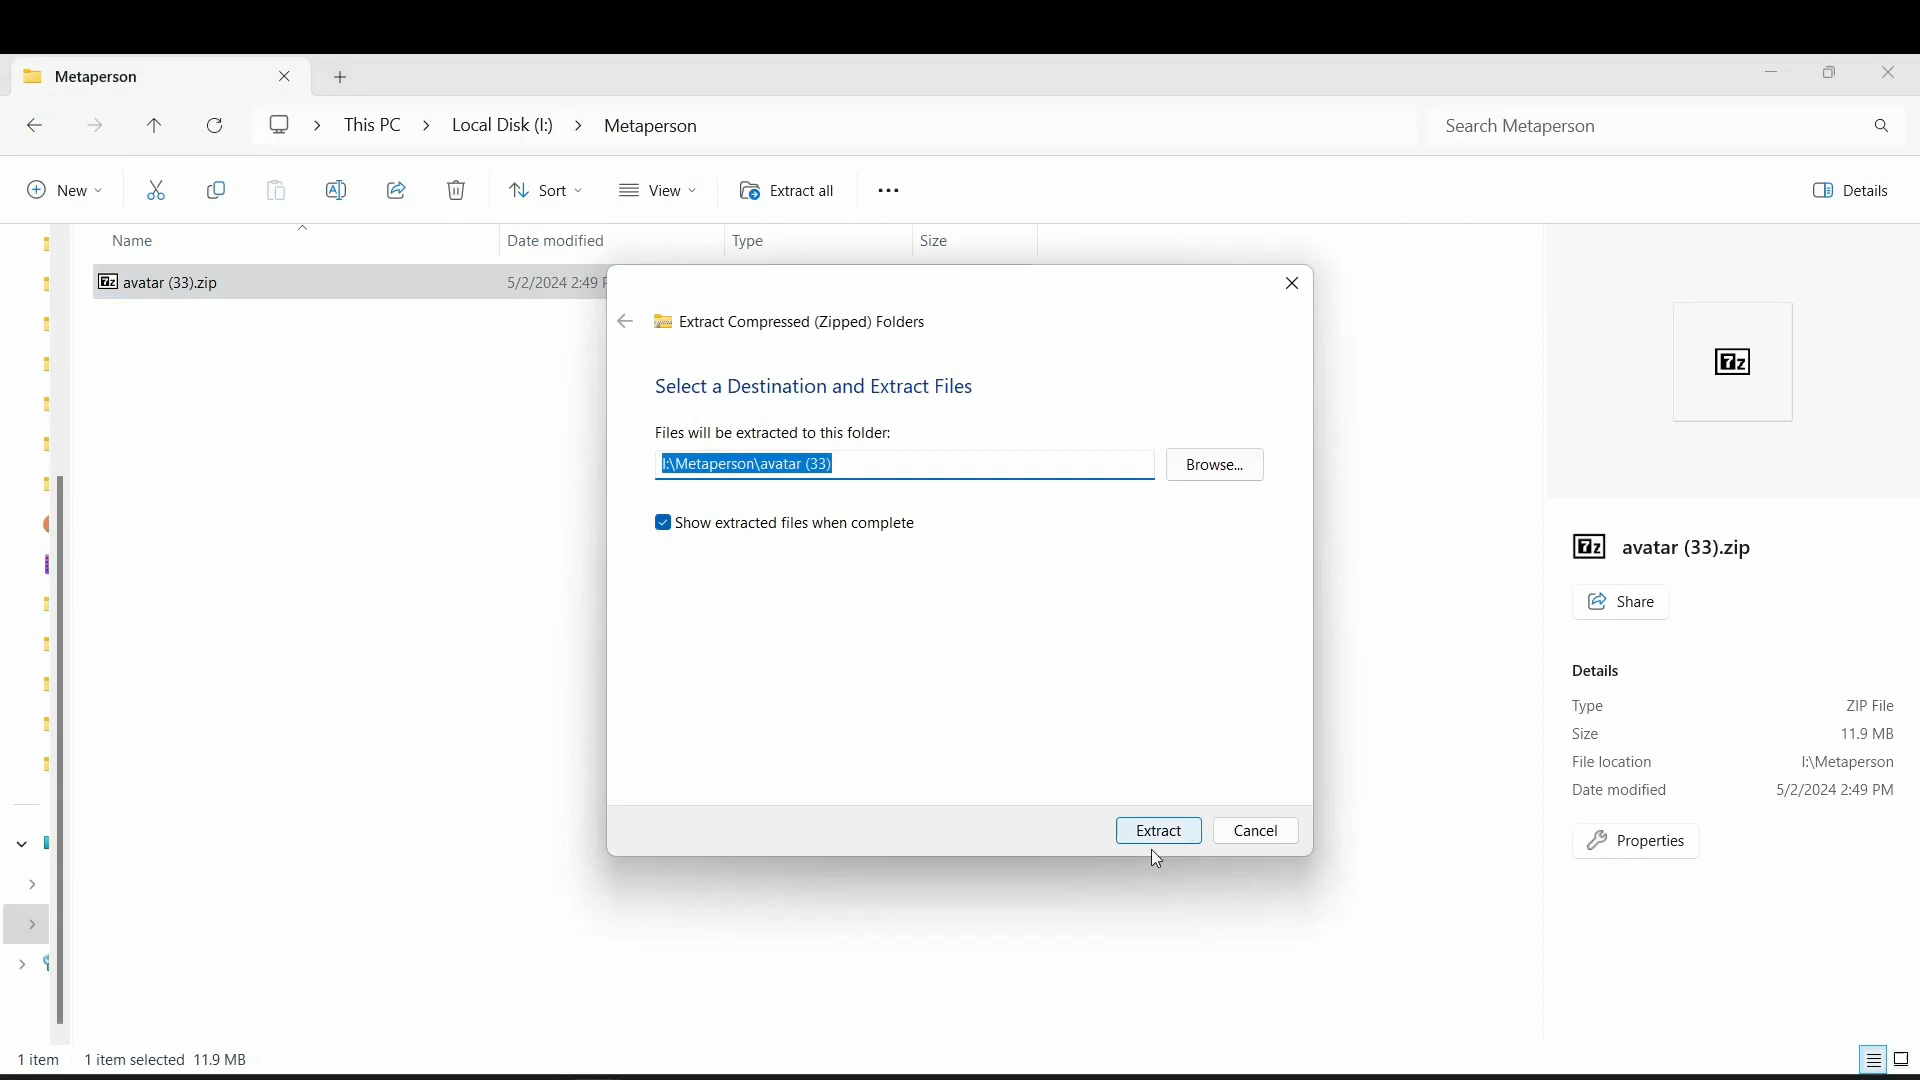 Metaperson
This PC > Local Disk (I:) > Metaperson
Search Metaperson
New
Sort
View
Extract all
Details
Name
Date modified
Type
Size
7z avatar (33).zip
5/2/2024 2:49
Extract Compressed (Zipped) Folders
Select a Destination and Extract Files
Files will be extracted to this folder:
I:\Metaperson\avatar (33)
Browse...
Show extracted files when complete
Extract
Cancel
7z
7z avatar (33).zip
Share
Details
Type ZIP File
Size 11.9 MB
File location I:\Metaperson
Date modified 5/2/2024 2:49 PM
Properties
1 item 1 item selected 11.9 MB